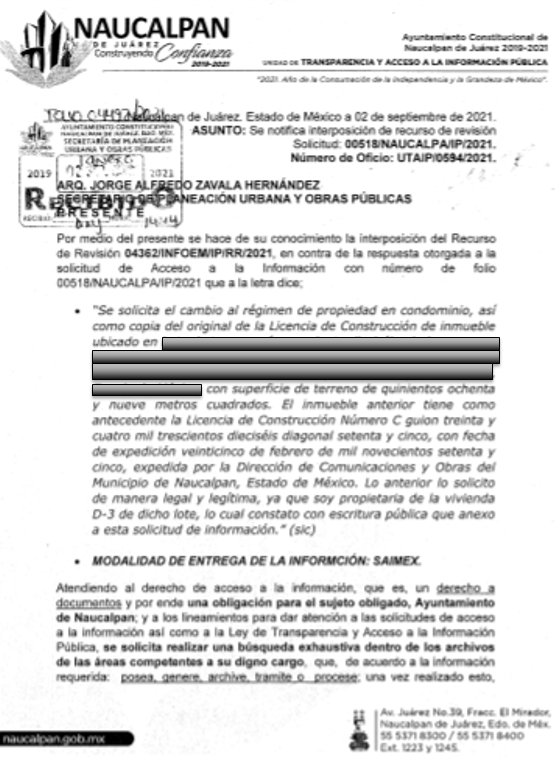 NAUCALPAN
DE JUÁREZ
Construyendo Confianza
2019-2021
Ayuntamiento Constitucional de
Naucalpan de Juárez 2019-2021
UNIDAD DE TRANSPARENCIA Y ACCESO A LA INFORMACIÓN PÚBLICA
"2021. Año de la Consumación de la Independencia y la Grandeza de México".
Naucalpan de Juárez. Estado de México a 02 de septiembre de 2021.
ASUNTO: Se notifica interposición de recurso de revisión
Solicitud: 00518/NAUCALPA/IP/2021.
Número de Oficio: UTAIP/0594/2021.
AYUNTAMIENTO CONSTITUCIONAL
SECRETARÍA DE PLANEACIÓN
URBANA Y OBRAS PÚBLICAS
2019 2021
RECIBIDO
ARQ. JORGE ALFREDO ZAVALA HERNÁNDEZ
SECRETARIO DE PLANEACIÓN URBANA Y OBRAS PÚBLICAS
PRESENTE
Por medio del presente se hace de su conocimiento la interposición del Recurso
de Revisión 04362/INFOEM/IP/RR/2021, en contra de la respuesta otorgada a la
solicitud de Acceso a la Información con número de folio
00518/NAUCALPA/IP/2021 que a la letra dice;
• "Se solicita el cambio al régimen de propiedad en condominio, así
como copia del original de la Licencia de Construcción de inmueble
ubicado en
con superficie de terreno de quinientos ochenta
y nueve metros cuadrados. El inmueble anterior tiene como
antecedente la Licencia de Construcción Número C guion treinta y
cuatro mil trescientos dieciséis diagonal setenta y cinco, con fecha
de expedición veinticinco de febrero de mil novecientos setenta y
cinco, expedida por la Dirección de Comunicaciones y Obras del
Municipio de Naucalpan, Estado de México. Lo anterior lo solicito
de manera legal y legítima, ya que soy propietaria de la vivienda
D-3 de dicho lote, lo cual constato con escritura pública que anexo
a esta solicitud de información." (sic)
• MODALIDAD DE ENTREGA DE LA INFORMCIÓN: SAIMEX.
Atendiendo al derecho de acceso a la información, que es, un derecho a
documentos y por ende una obligación para el sujeto obligado, Ayuntamiento
de Naucalpan; y a los lineamientos para dar atención a las solicitudes de acceso
a la información así como a la Ley de Transparencia y Acceso a la Información
Pública, se solicita realizar una búsqueda exhaustiva dentro de los archivos
de las áreas competentes a su digno cargo, que, de acuerdo a la información
requerida: posea, genere, archive, tramite o procese; una vez realizado esto,
naucalpan.gob.mx
Av. Juárez No.39, Fracc. El Mirador,
Naucalpan de Juárez, Edo. de Méx.
55 5371 8300 / 55 5371 8400
Ext. 1223 y 1245.